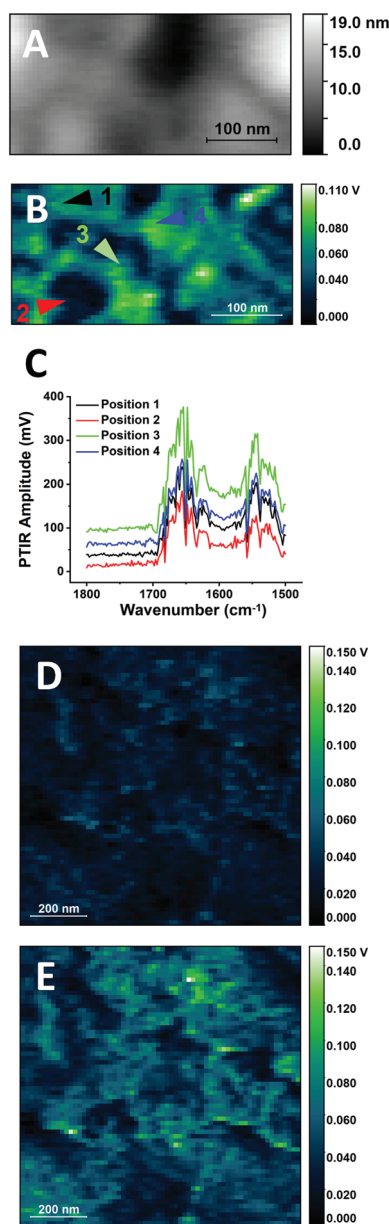 A
19.0 nm
15.0
10.0
0.0
100 nm
B
1
4
3
2
0.110 V
0.080
0.040
0.000
100 nm
C
PTIR Amplitude (mV)
400
300
200
100
0
Position 1
Position 2
Position 3
Position 4
1800
1700
1600
1500
Wavenumber (cm⁻¹)
D
0.150 V
0.140
0.120
0.100
0.080
0.060
0.040
0.020
0.000
200 nm
E
0.150 V
0.140
0.120
0.100
0.080
0.060
0.040
0.020
0.000
200 nm